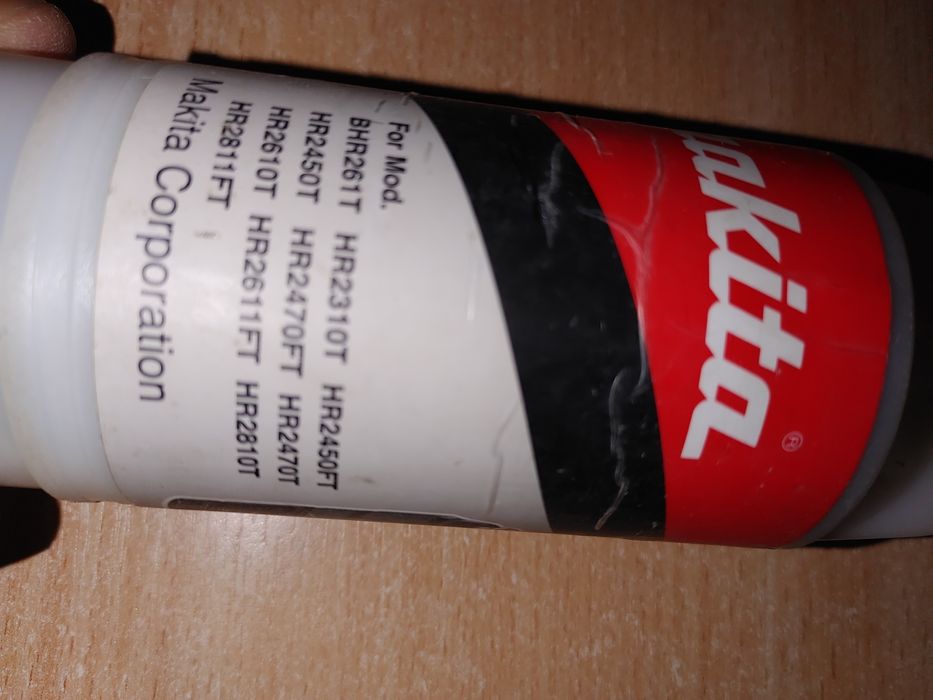 akita®
For Mod.
BHR261T HR2310T HR2450FT
HR2450T HR2470FT HR2470T
HR2610T HR2611FT HR2810T
HR2811FT
Makita Corporation